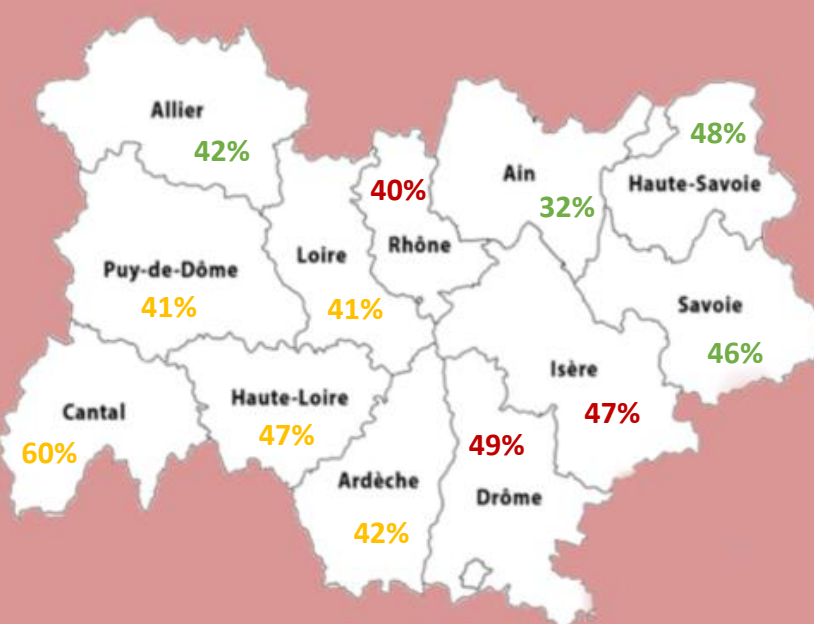 Allier
42%
Ain
32%
48%
Haute-Savoie
40%
Rhône
Loire
41%
Puy-de-Dôme
41%
Savoie
46%
Isère
47%
Cantal
60%
Haute-Loire
47%
Ardèche
42%
49%
Drôme